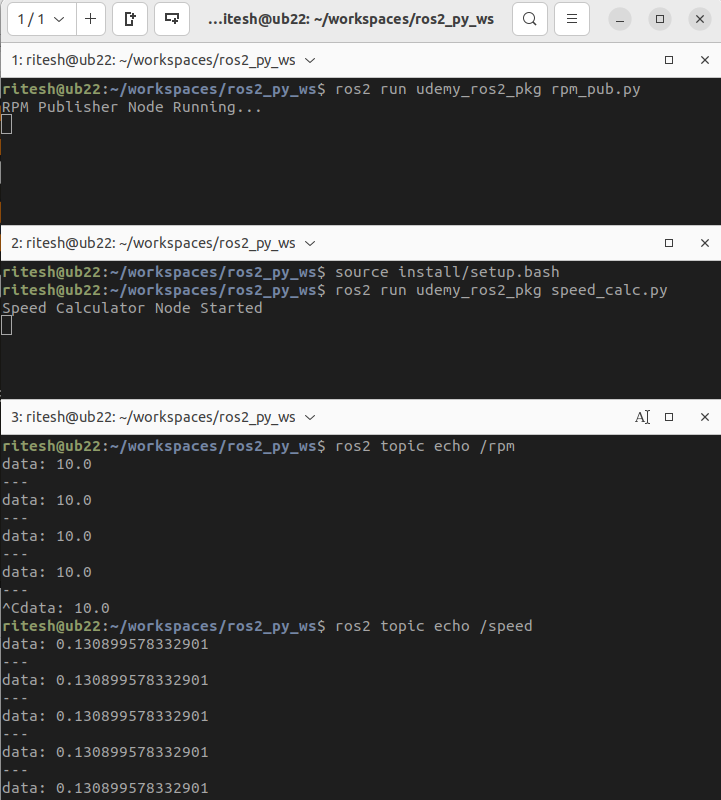 1 / 1
...itesh@ub22: ~/workspaces/ros2_py_ws
1: ritesh@ub22: ~/workspaces/ros2_py_ws
ritesh@ub22:~/workspaces/ros2_py_ws$ ros2 run udemy_ros2_pkg rpm_pub.py
RPM Publisher Node Running...
2: ritesh@ub22: ~/workspaces/ros2_py_ws
ritesh@ub22:~/workspaces/ros2_py_ws$ source install/setup.bash
ritesh@ub22:~/workspaces/ros2_py_ws$ ros2 run udemy_ros2_pkg speed_calc.py
Speed Calculator Node Started
3: ritesh@ub22: ~/workspaces/ros2_py_ws
A
ritesh@ub22:~/workspaces/ros2_py_ws$ ros2 topic echo /rpm
data: 10.0
---
data: 10.0
---
data: 10.0
---
data: 10.0
---
^Cdata: 10.0
ritesh@ub22:~/workspaces/ros2_py_ws$ ros2 topic echo /speed
data: 0.130899578332901
---
data: 0.130899578332901
---
data: 0.130899578332901
---
data: 0.130899578332901
---
data: 0.130899578332901